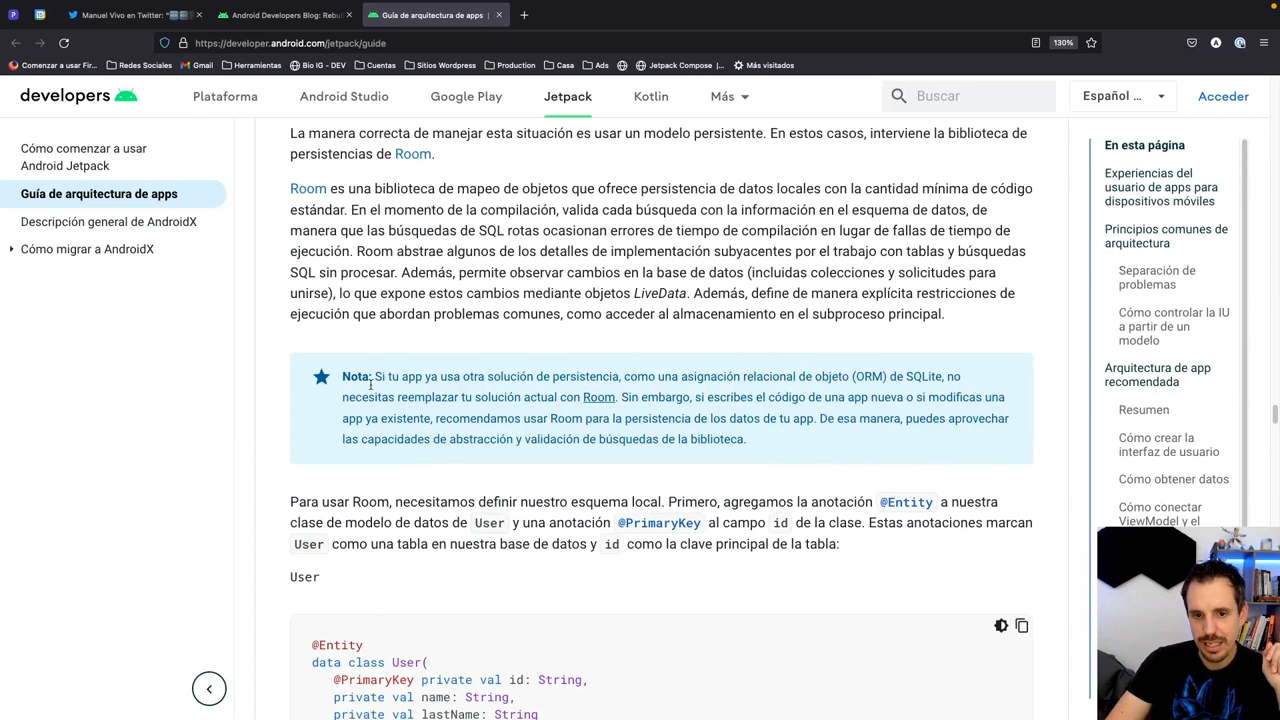 Manuel Vivo en Twitter: "
Android Developers Blog: Rebu
Guía de arquitectura de apps
https://developer.android.com/jetpack/guide
130%
Comenzar a usar Fir...
Redes Sociales
Gmail
Herramientas
Bio IG - DEV
Cuentas
Sitios Wordpress
Production
Casa
Ads
Jetpack Compose |...
Más visitados
developers
Plataforma
Android Studio
Google Play
Jetpack
Kotlin
Más
Buscar
Español ...
Acceder
Cómo comenzar a usar
Android Jetpack
Guía de arquitectura de apps
Descripción general de AndroidX
Cómo migrar a AndroidX
La manera correcta de manejar esta situación es usar un modelo persistente. En estos casos, interviene la biblioteca de
persistencias de Room.
Room es una biblioteca de mapeo de objetos que ofrece persistencia de datos locales con la cantidad mínima de código
estándar. En el momento de la compilación, valida cada búsqueda con la información en el esquema de datos, de
manera que las búsquedas de SQL rotas ocasionan errores de tiempo de compilación en lugar de fallas de tiempo de
ejecución. Room abstrae algunos de los detalles de implementación subyacentes por el trabajo con tablas y búsquedas
SQL sin procesar. Además, permite observar cambios en la base de datos (incluidas colecciones y solicitudes para
unirse), lo que expone estos cambios mediante objetos LiveData. Además, define de manera explícita restricciones de
ejecución que abordan problemas comunes, como acceder al almacenamiento en el subproceso principal.
Nota: Si tu app ya usa otra solución de persistencia, como una asignación relacional de objeto (ORM) de SQLite, no
necesitas reemplazar tu solución actual con Room. Sin embargo, si escribes el código de una app nueva o si modificas una
app ya existente, recomendamos usar Room para la persistencia de los datos de tu app. De esa manera, puedes aprovechar
las capacidades de abstracción y validación de búsquedas de la biblioteca.
Para usar Room, necesitamos definir nuestro esquema local. Primero, agregamos la anotación @Entity a nuestra
clase de modelo de datos de User y una anotación @PrimaryKey al campo id de la clase. Estas anotaciones marcan
User como una tabla en nuestra base de datos y id como la clave principal de la tabla:
User
@Entity
data class User(
@PrimaryKey private val id: String,
private val name: String,
private val lastName: String
En esta página
Experiencias del
usuario de apps para
dispositivos móviles
Principios comunes de
arquitectura
Separación de
problemas
Cómo controlar la IU
a partir de un
modelo
Arquitectura de app
recomendada
Resumen
Cómo crear la
interfaz de usuario
Cómo obtener datos
Cómo conectar
ViewModel y el